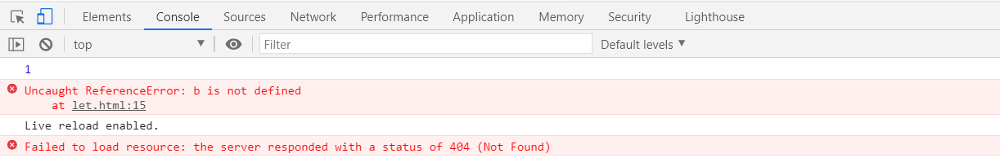 Elements Console Sources Network Performance Application Memory Security Lighthouse
top Filter Default levels
1
Uncaught ReferenceError: b is not defined
at let.html:15
Live reload enabled.
Failed to load resource: the server responded with a status of 404 (Not Found)